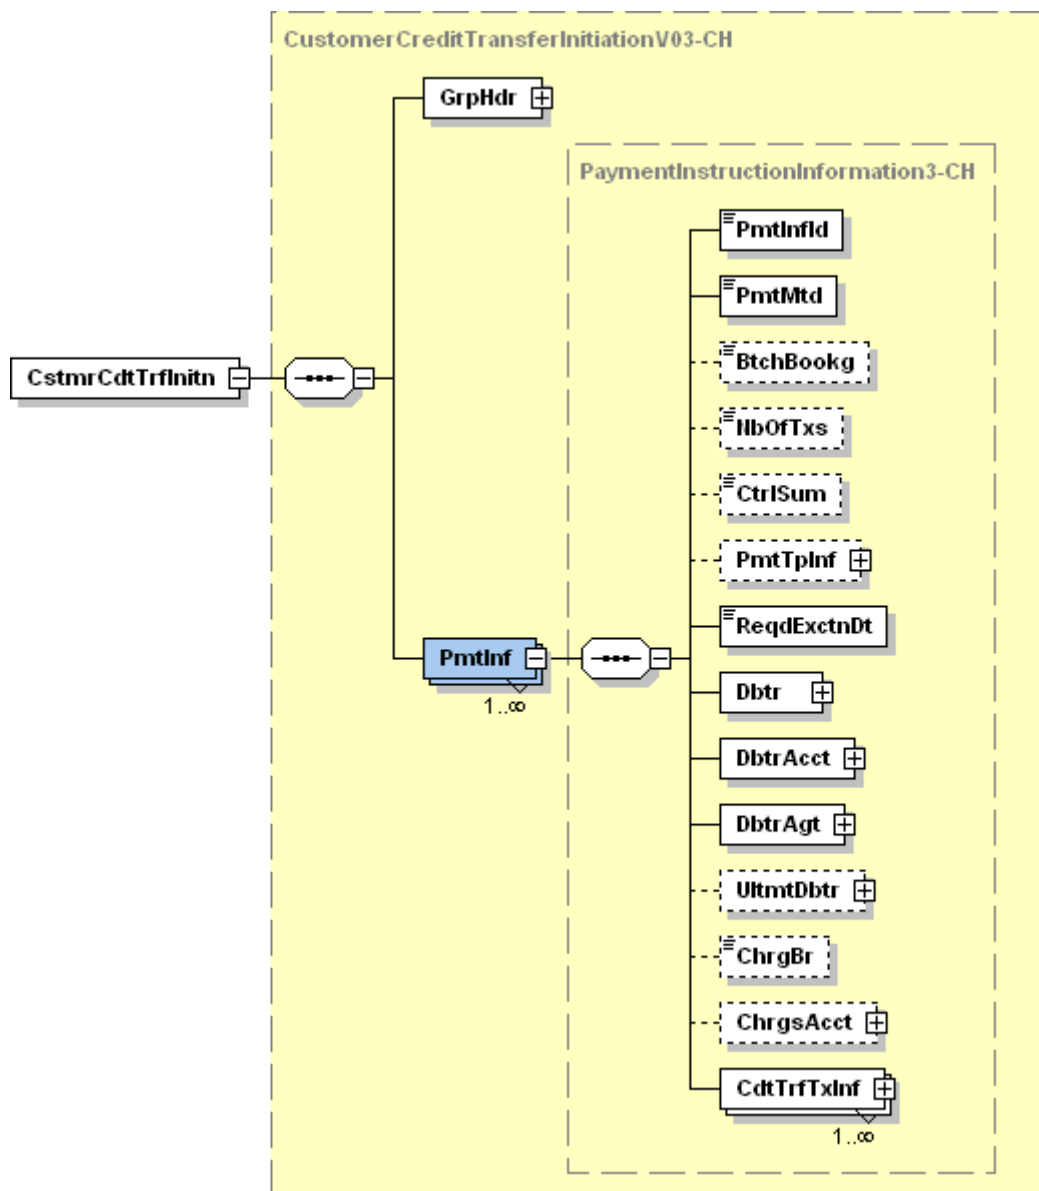 CustomerCreditTransferInitiationV03-CH
GrpHdr
PaymentInstructionInformation3-CH
PmtInfId
PmtMtd
BtchBookg
CstmrCdtTrfInitn
NbOfTxs
CtrlSum
PmtTpInf
ReqdExctnDt
PmtInf
1..∞
Dbtr
DbtrAcct
DbtrAgt
UltmtDbtr
ChrgBr
ChrgsAcct
CdtTrfTxInf
1..∞